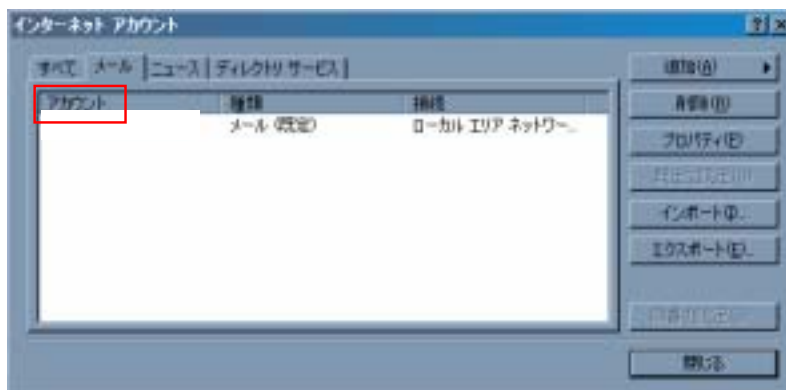 インターネット アカウント
すべて メール ニュース ディレクトリ サービス
追加(A)
アカウント 種類 接続
削除(R)
メール (既定) ローカル エリア ネットワー...
プロパティ(P)
インポート(I)...
エクスポート(E)...
閉じる